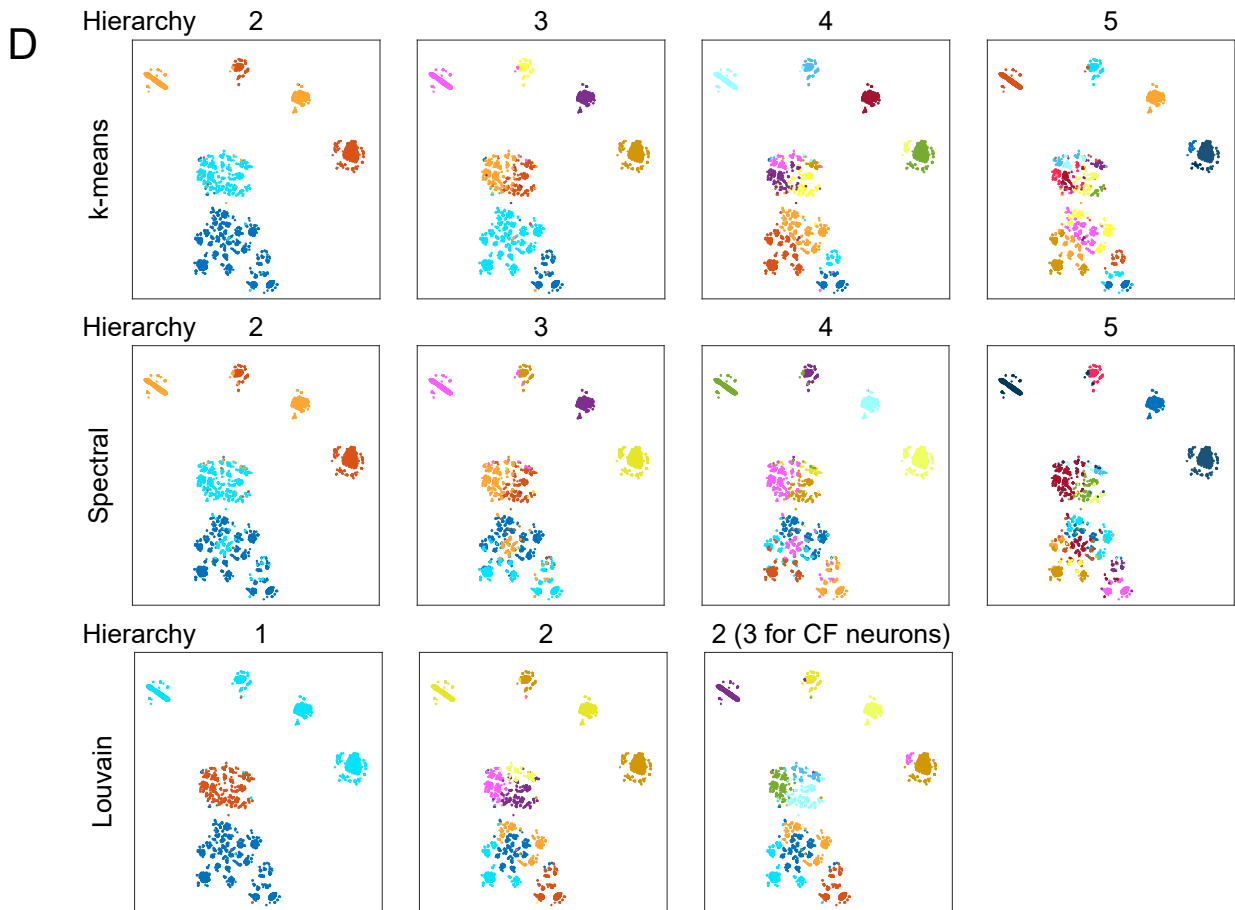 D
Hierarchy 2 3 4 5
k-means
Hierarchy 2 3 4 5
Spectral
Hierarchy 1 2 2 (3 for CF neurons)
Louvain